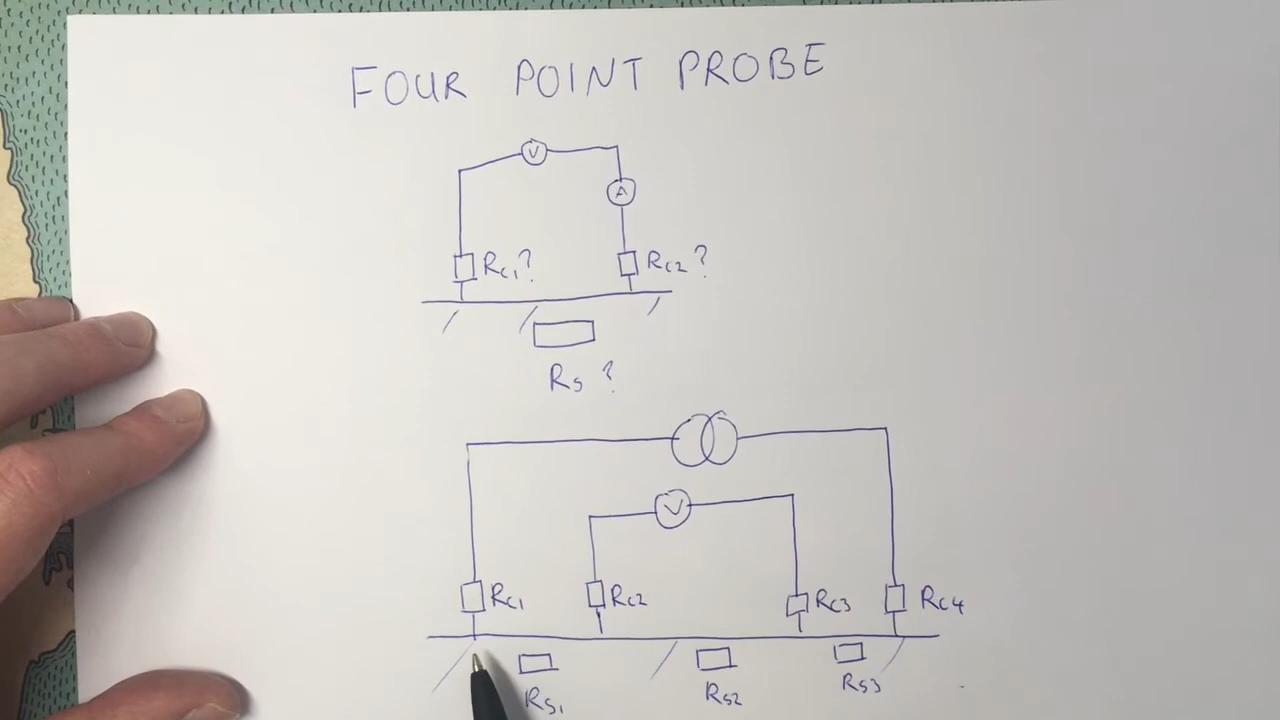 FOUR POINT PROBE
V
A
Rc1? Rc2?
Rs ?
V
Rc1 Rc2 Rc3 Rc4
Rs1 Rs2 Rs3